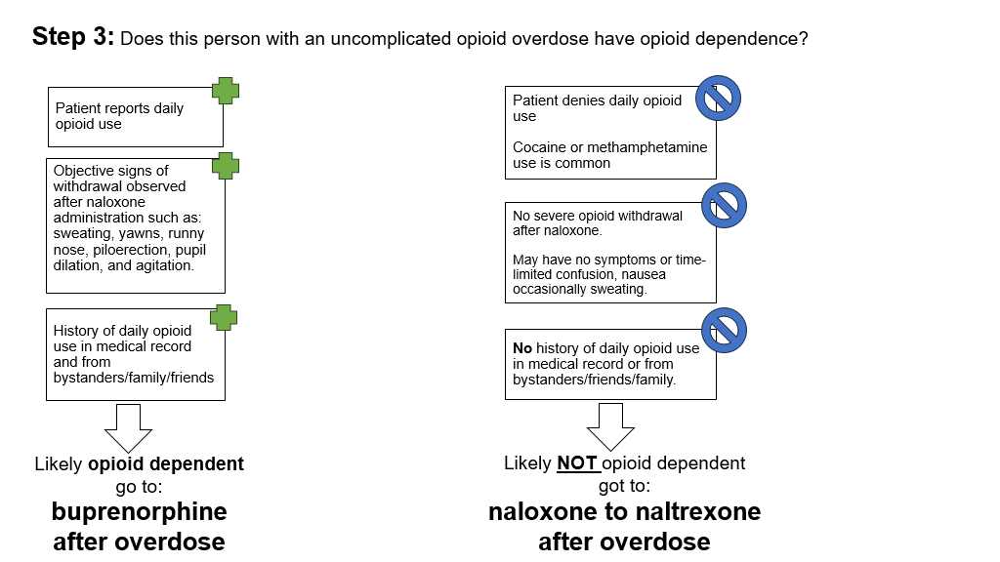 Step 3: Does this person with an uncomplicated opioid overdose have opioid dependence?
Patient reports daily
opioid use
Objective signs of
withdrawal observed
after naloxone
administration such as:
sweating, yawns, runny
nose, piloerection, pupil
dilation, and agitation.
History of daily opioid
use in medical record
and from
bystanders/family/friends
Likely opioid dependent
go to:
buprenorphine
after overdose
Patient denies daily opioid
use
Cocaine or methamphetamine
use is common
No severe opioid withdrawal
after naloxone.
May have no symptoms or time-
limited confusion, nausea
occasionally sweating.
No history of daily opioid use
in medical record or from
bystanders/friends/family.
Likely NOT opioid dependent
got to:
naloxone to naltrexone
after overdose